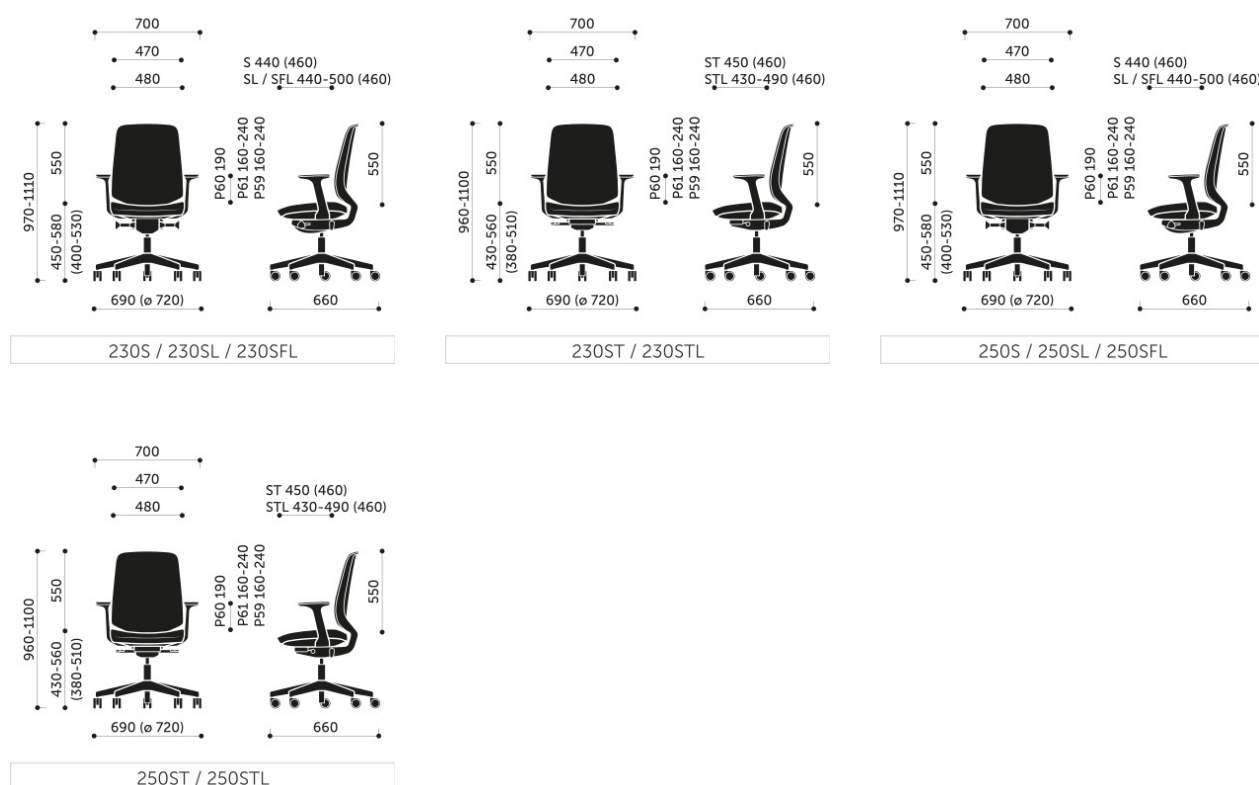 700
470
480
S 440 (460)
SL / SFL 440-500 (460)
970-1110
550
450-580
(400-530)
P60 190
P61 160-240
P59 160-240
550
690 (ø 720)
660
230S / 230SL / 230SFL
700
470
480
ST 450 (460)
STL 430-490 (460)
960-1100
550
430-560
(380-510)
P60 190
P61 160-240
P59 160-240
550
690 (ø 720)
660
230ST / 230STL
700
470
480
S 440 (460)
SL / SFL 440-500 (460)
970-1110
550
450-580
(400-530)
P60 190
P61 160-240
P59 160-240
550
690 (ø 720)
660
250S / 250SL / 250SFL
700
470
480
ST 450 (460)
STL 430-490 (460)
960-1100
550
430-560
(380-510)
P60 190
P61 160-240
P59 160-240
550
690 (ø 720)
660
250ST / 250STL